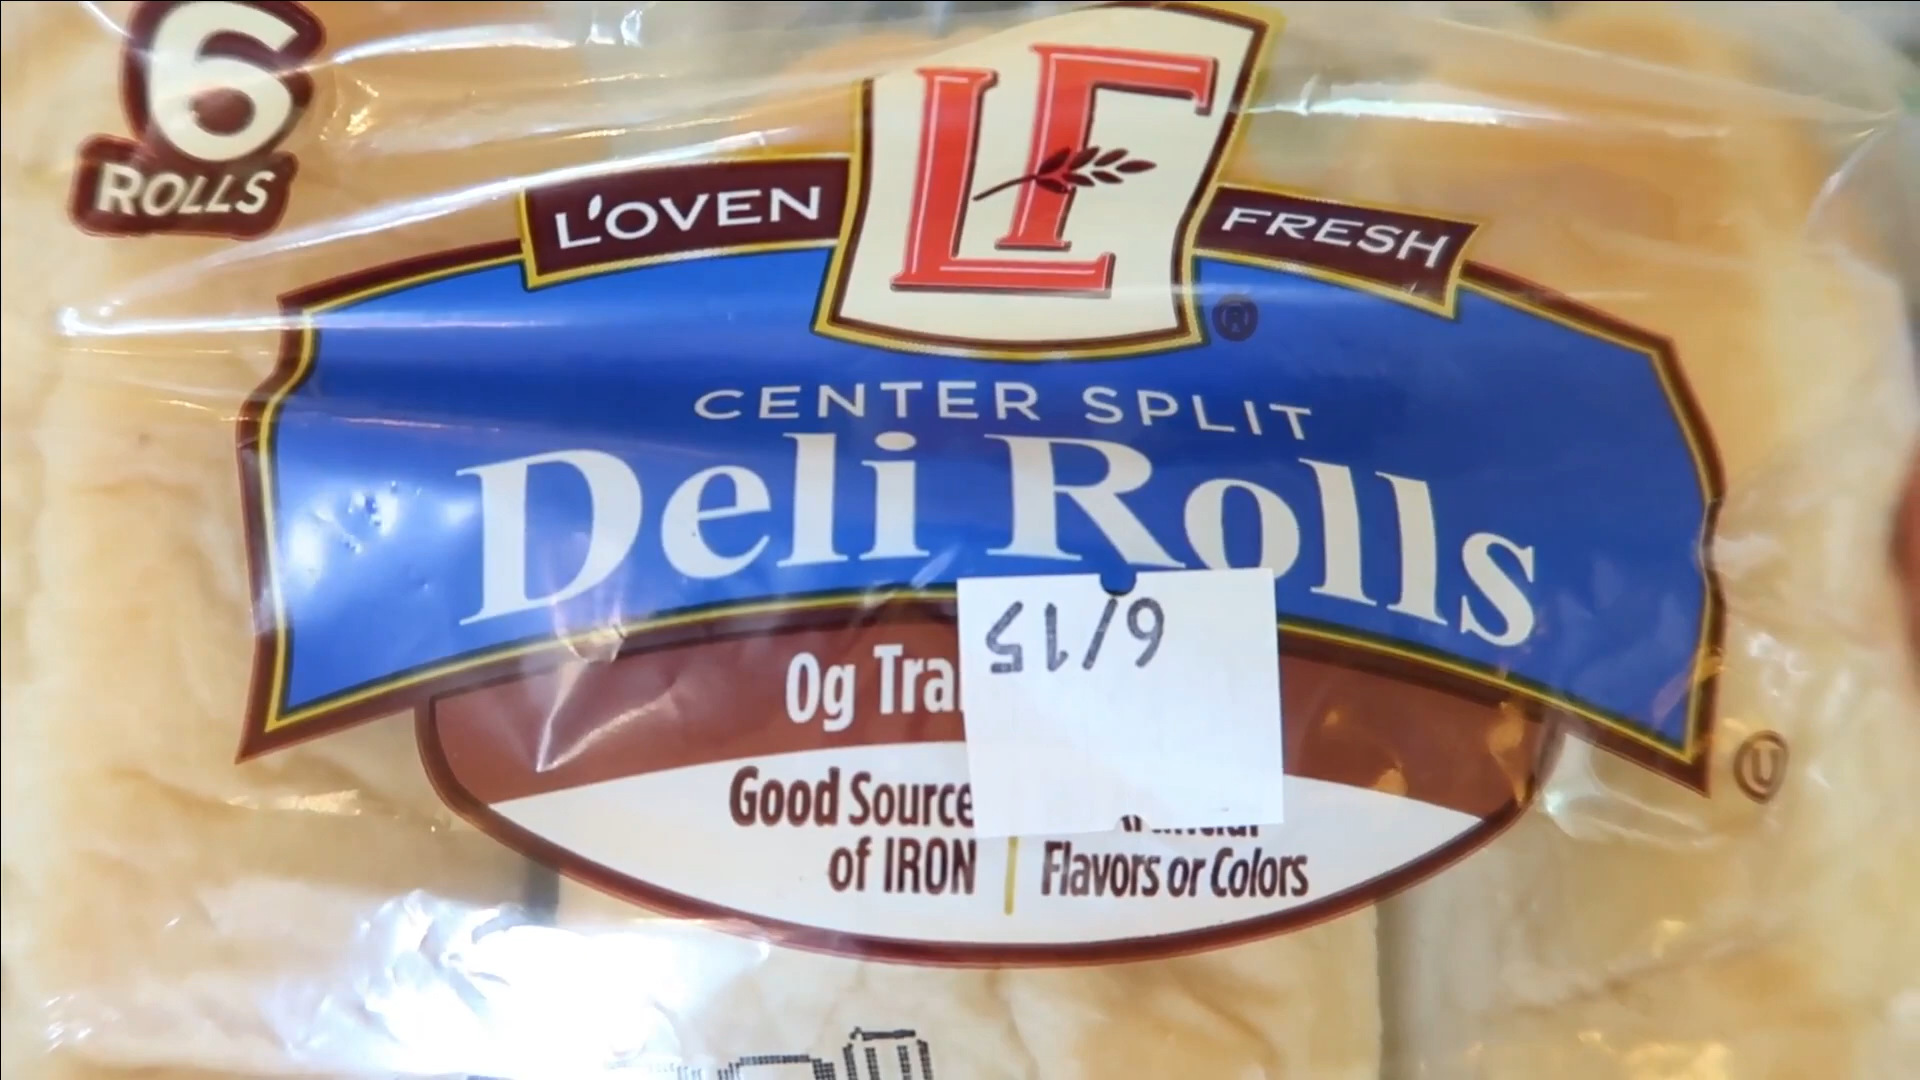 6
ROLLS
L'OVEN
LF
FRESH
®
CENTER SPLIT
Deli Rolls
6/15
0g Tra
Good Source
of IRON
Flavors or Colors
U